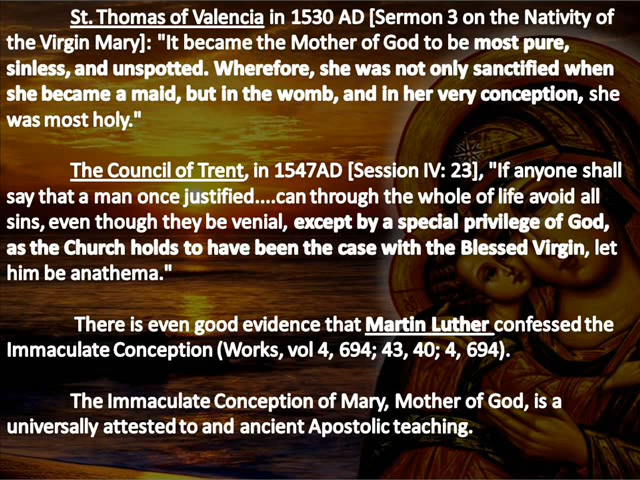 St. Thomas of Valencia in 1530 AD [Sermon 3 on the Nativity of
the Virgin Mary]: "It became the Mother of God to be most pure,
sinless, and unspotted. Wherefore, she was not only sanctified when
she became a maid, but in the womb, and in her very conception, she
was most holy."
The Council of Trent, in 1547AD [Session IV: 23], "If anyone shall
say that a man once justified....can through the whole of life avoid all
sins, even though they be venial, except by a special privilege of God,
as the Church holds to have been the case with the Blessed Virgin, let
him be anathema."
There is even good evidence that Martin Luther confessed the
Immaculate Conception (Works, vol 4, 694; 43, 40; 4, 694).
The Immaculate Conception of Mary, Mother of God, is a
universally attested to and ancient Apostolic teaching.